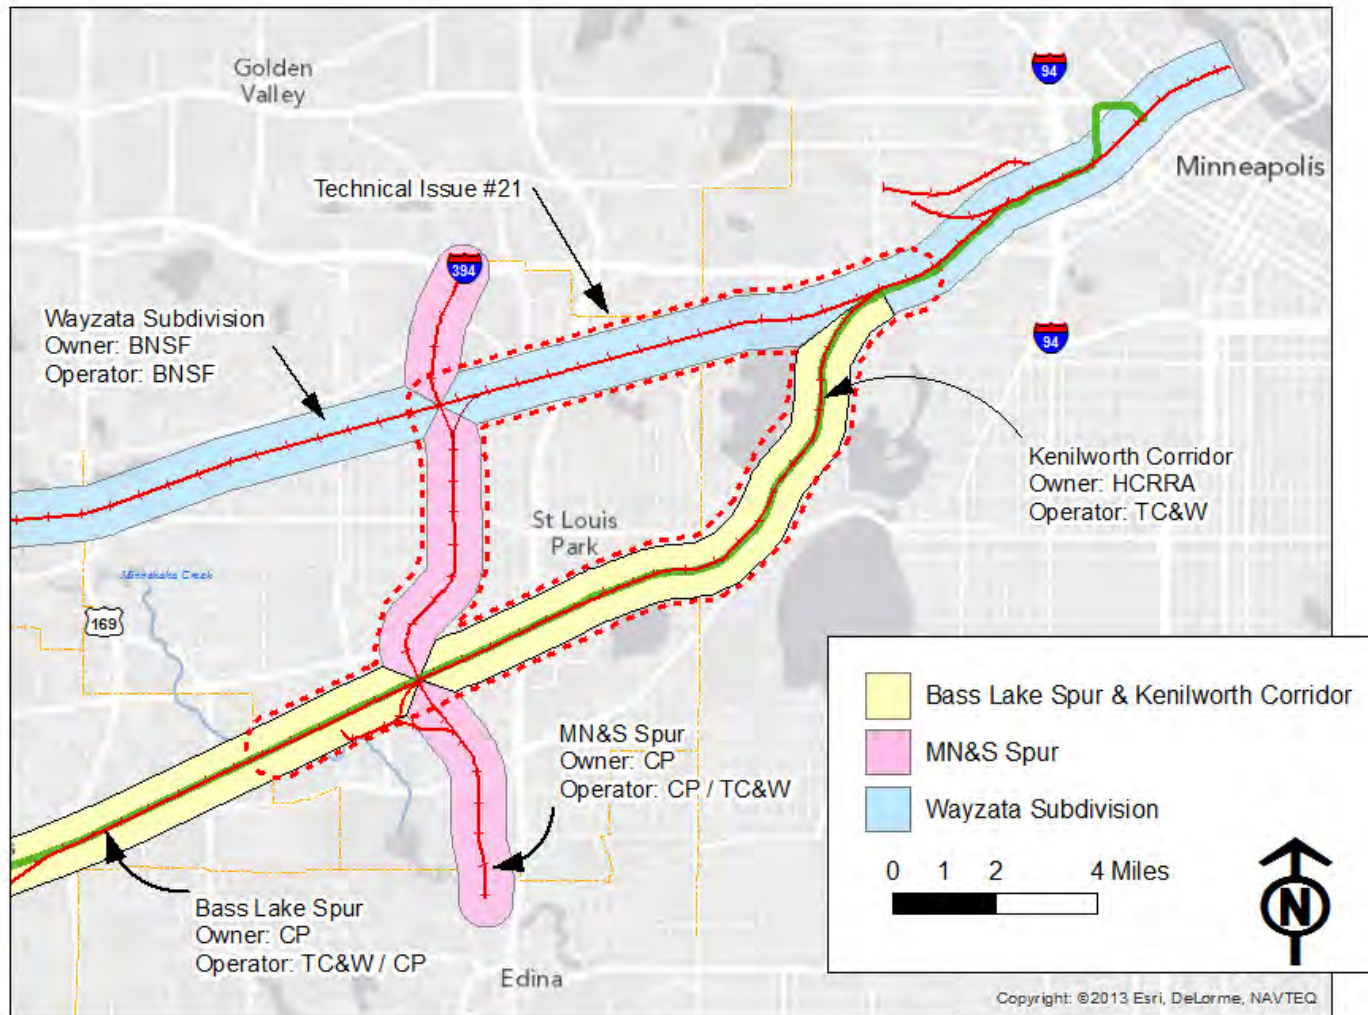 Golden
Valley
94
Minneapolis
Technical Issue #21
394
Wayzata Subdivision
Owner: BNSF
Operator: BNSF
94
Kenilworth Corridor
Owner: HCRRA
Operator: TC&W
St Louis
Park
Minnehaha Creek
169
Bass Lake Spur & Kenilworth Corridor
MN&S Spur
Wayzata Subdivision
0 1 2 4 Miles
N
MN&S Spur
Owner: CP
Operator: CP / TC&W
Bass Lake Spur
Owner: CP
Operator: TC&W / CP
Edina
Copyright: ©2013 Esri, DeLorme, NAVTEQ